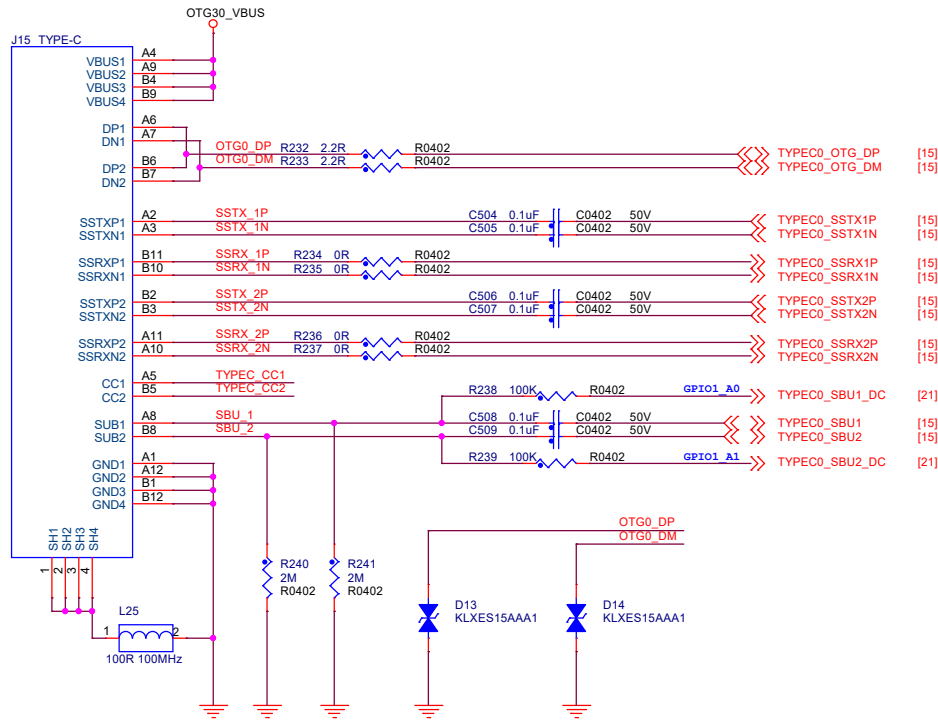 OTG30_VBUS
J15 TYPE-C
VBUS1 A4
VBUS2 A9
VBUS3 B4
VBUS4 B9
DP1 A6
DN1 A7
OTG0_DP R232 2.2R R0402 TYPEC0_OTG_DP [15]
DP2 B6
OTG0_DM R233 2.2R R0402 TYPEC0_OTG_DM [15]
DN2 B7
SSTXP1 A2 SSTX_1P C504 0.1uF C0402 50V TYPEC0_SSTX1P [15]
SSTXN1 A3 SSTX_1N C505 0.1uF C0402 50V TYPEC0_SSTX1N [15]
SSRXP1 B11 SSRX_1P R234 0R R0402 TYPEC0_SSRX1P [15]
SSRXN1 B10 SSRX_1N R235 0R R0402 TYPEC0_SSRX1N [15]
SSTXP2 B2 SSTX_2P C506 0.1uF C0402 50V TYPEC0_SSTX2P [15]
SSTXN2 B3 SSTX_2N C507 0.1uF C0402 50V TYPEC0_SSTX2N [15]
SSRXP2 A11 SSRX_2P R236 0R R0402 TYPEC0_SSRX2P [15]
SSRXN2 A10 SSRX_2N R237 0R R0402 TYPEC0_SSRX2N [15]
CC1 A5 TYPEC_CC1
CC2 B5 TYPEC_CC2
R238 100K R0402 GPIO1_A0 TYPEC0_SBU1_DC [21]
SUB1 A8 SBU_1 C508 0.1uF C0402 50V TYPEC0_SBU1 [15]
SUB2 B8 SBU_2 C509 0.1uF C0402 50V TYPEC0_SBU2 [15]
R239 100K R0402 GPIO1_A1 TYPEC0_SBU2_DC [21]
GND1 A1
GND2 A12
GND3 B1
GND4 B12
SH1 SH2 SH3 SH4
1 2 3 4
OTG0_DP
OTG0_DM
R240 R241
2M 2M
R0402 R0402
L25
1 2
100R 100MHz
D13 D14
KLXES15AAA1 KLXES15AAA1